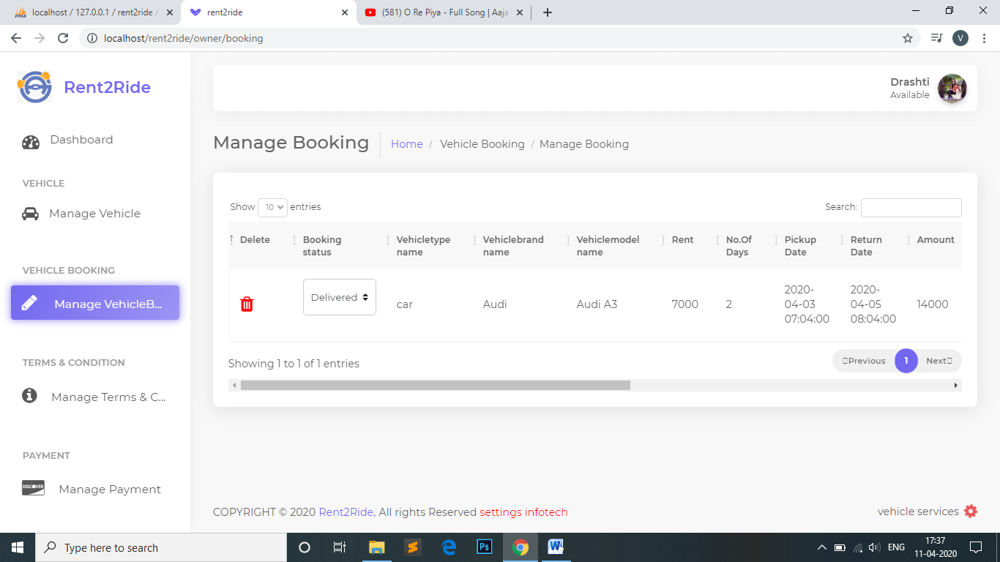 localhost / 127.0.0.1 / rent2ride /
rent2ride
(581) O Re Piya - Full Song | Aaja
localhost/rent2ride/owner/booking
V
Rent2Ride
Drashti
Available
Dashboard
Manage Booking
Home / Vehicle Booking / Manage Booking
VEHICLE
Manage Vehicle
VEHICLE BOOKING
Manage VehicleB...
TERMS & CONDITION
Manage Terms & C...
PAYMENT
DISCOVER
Manage Payment
Show 10 entries
Search:
Delete
Booking status
Vehicletype name
Vehiclebrand name
Vehiclemodel name
Rent
No.Of Days
Pickup Date
Return Date
Amount
Delivered
car
Audi
Audi A3
7000
2
2020-04-03 07:04:00
2020-04-05 08:04:00
14000
Showing 1 to 1 of 1 entries
Previous 1 Next
COPYRIGHT © 2020 Rent2Ride, All rights Reserved settings infotech
vehicle services
Type here to search
Ps
W
ENG
17:37
11-04-2020